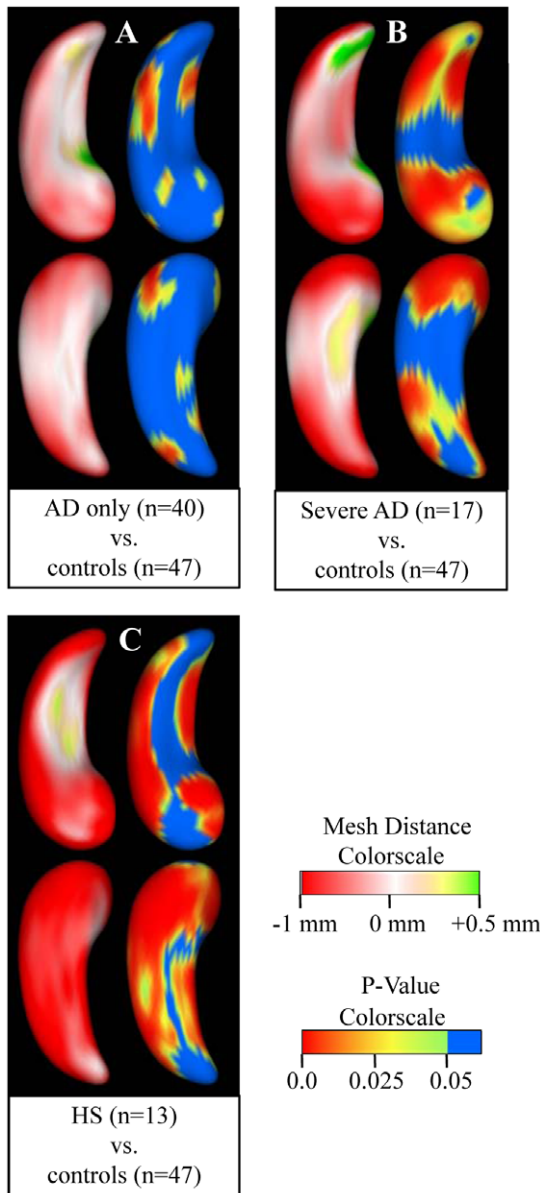 A
B
AD only (n=40)
vs.
controls (n=47)
Severe AD (n=17)
vs.
controls (n=47)
C
HS (n=13)
vs.
controls (n=47)
Mesh Distance
Colorscale
-1 mm 0 mm +0.5 mm
P-Value
Colorscale
0.0 0.025 0.05